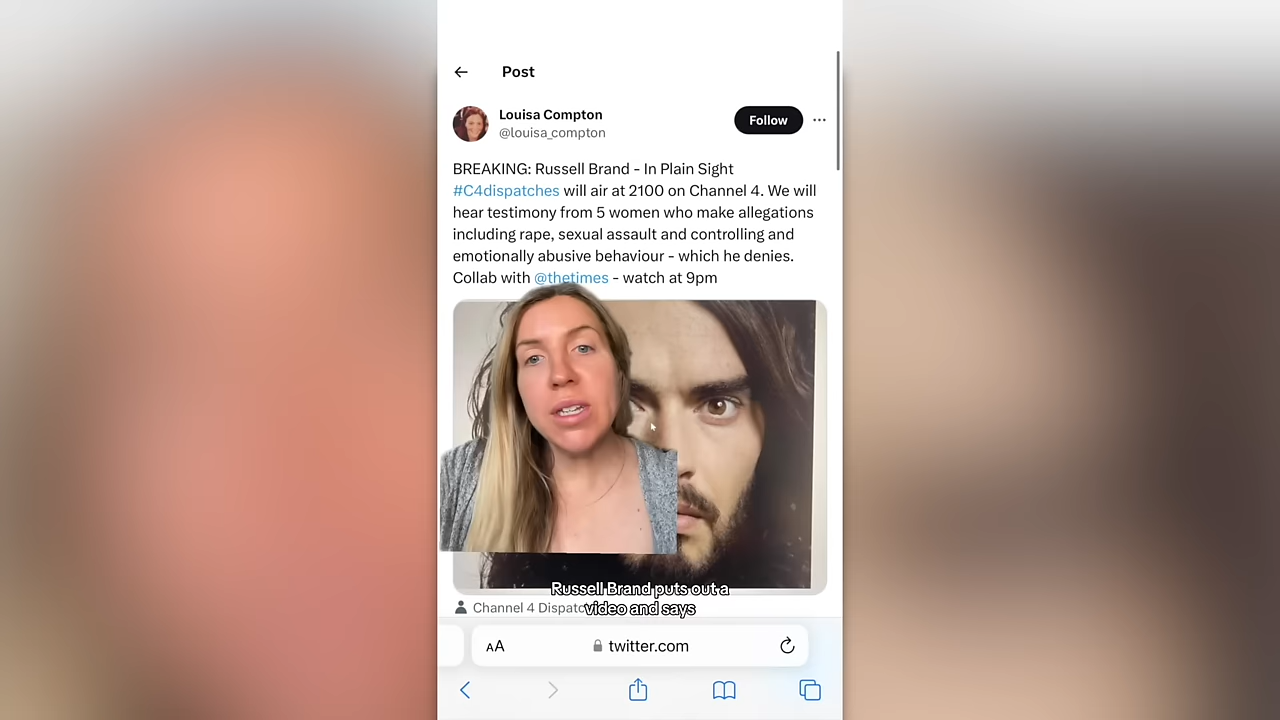 Post
Louisa Compton
@louisa_compton
Follow
BREAKING: Russell Brand - In Plain Sight
#C4dispatches will air at 2100 on Channel 4. We will
hear testimony from 5 women who make allegations
including rape, sexual assault and controlling and
emotionally abusive behaviour - which he denies.
Collab with @thetimes - watch at 9pm
Russell Brand puts out a
video and says
Channel 4
AA
twitter.com